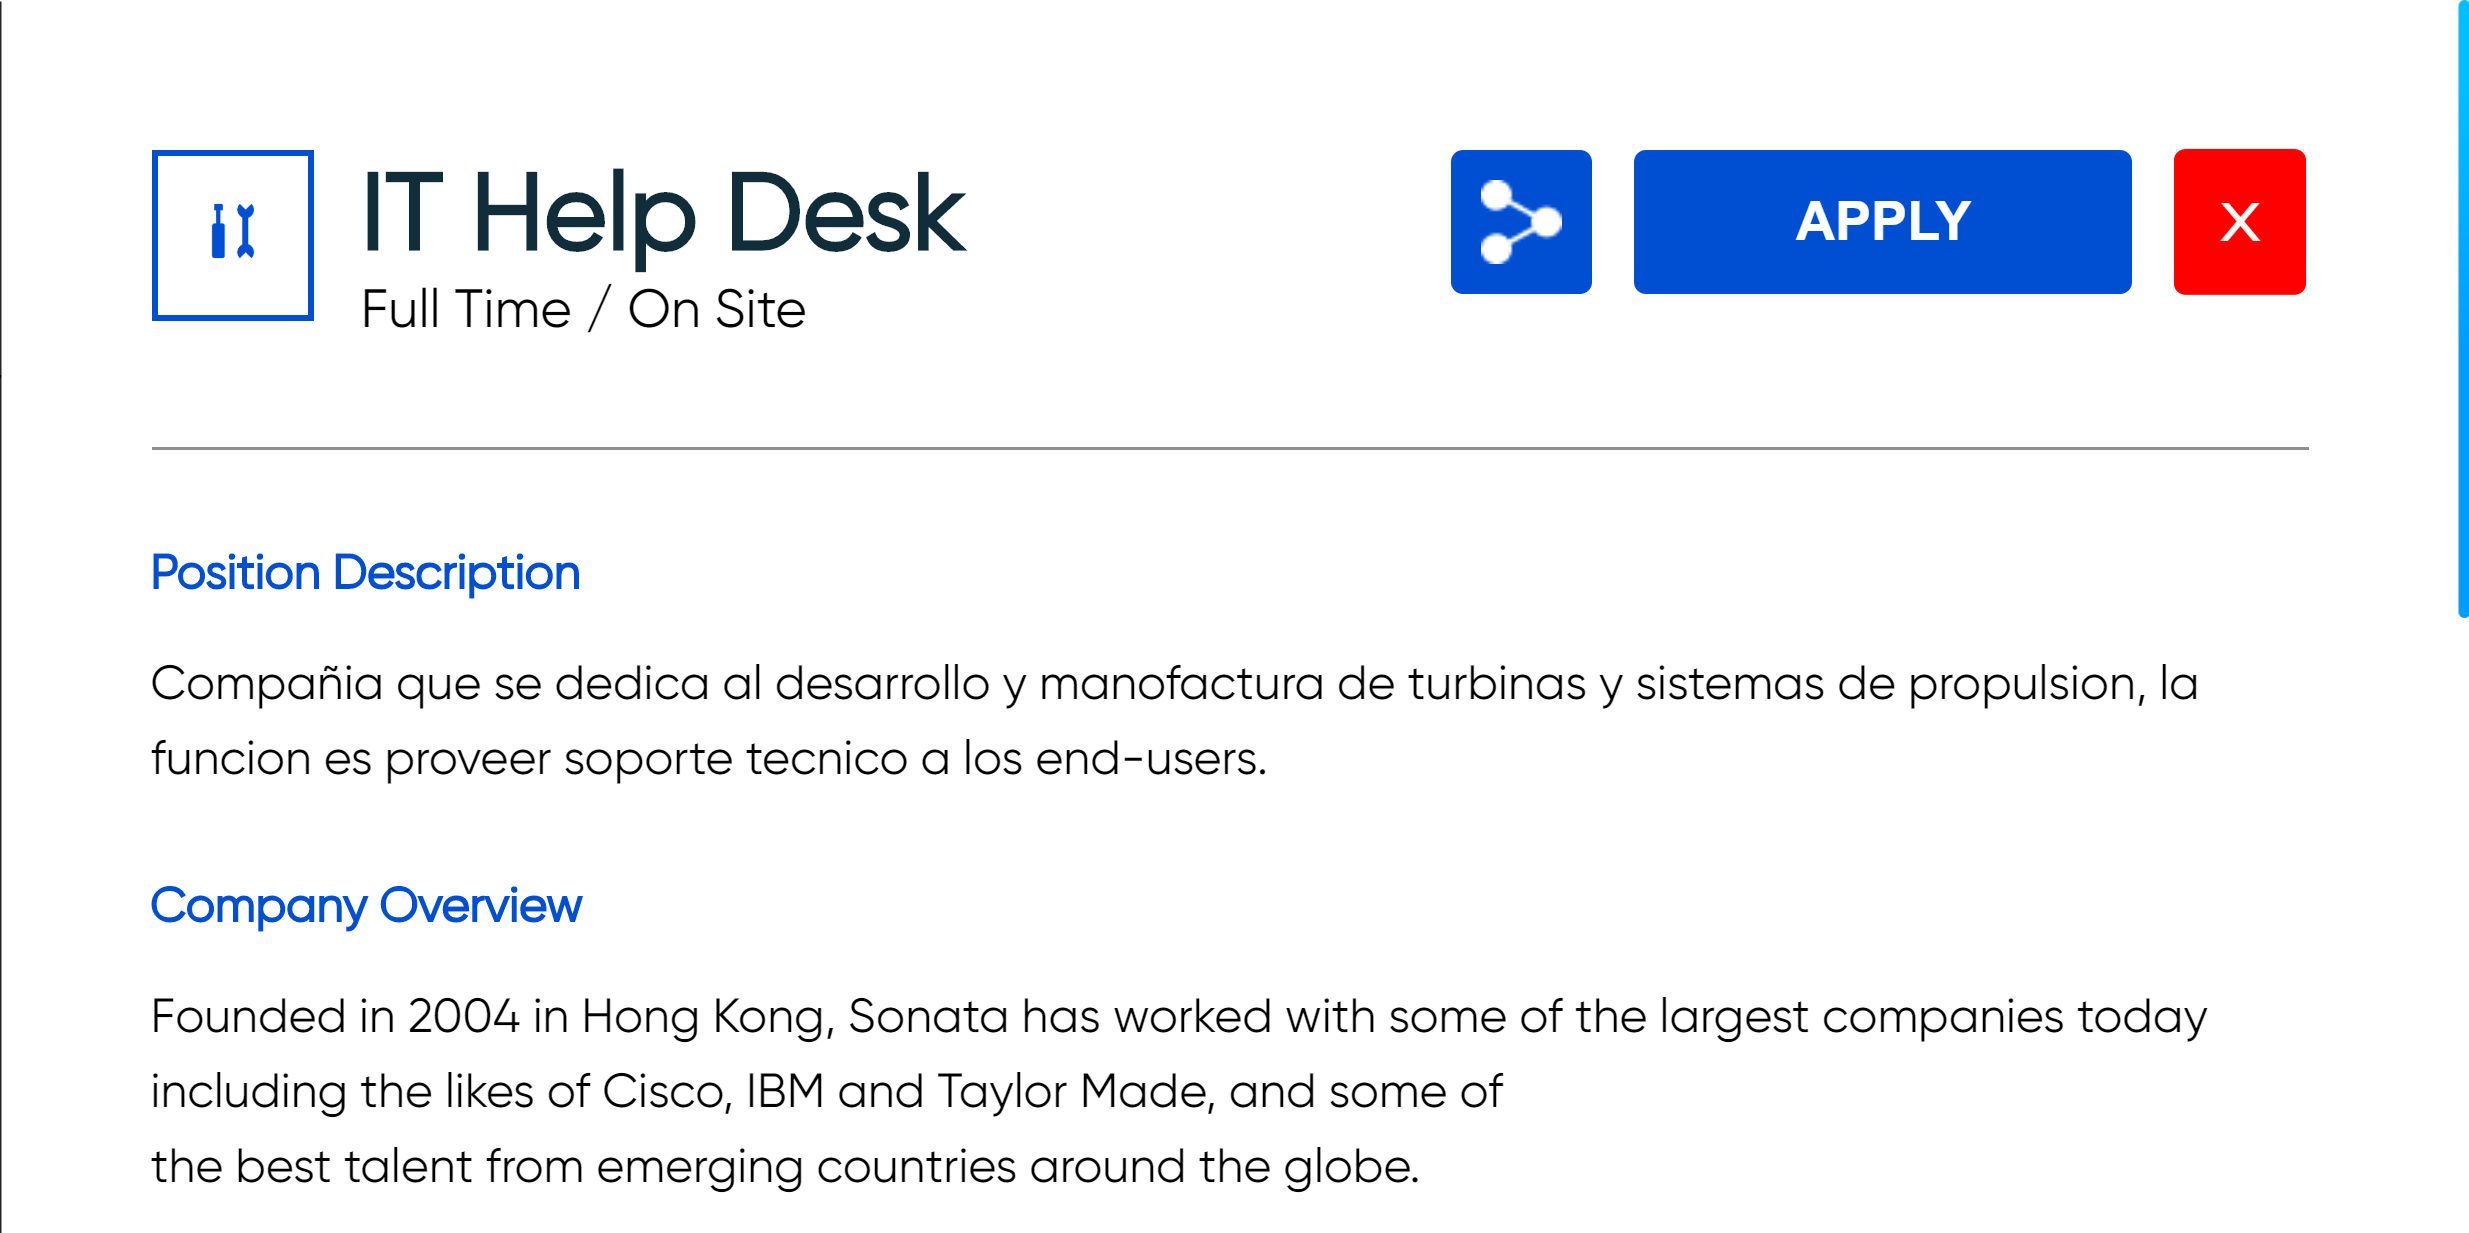 IT Help Desk
Full Time / On Site
APPLY
X
Position Description
Compañia que se dedica al desarrollo y manofactura de turbinas y sistemas de propulsion, la
funcion es proveer soporte tecnico a los end-users.
Company Overview
Founded in 2004 in Hong Kong, Sonata has worked with some of the largest companies today
including the likes of Cisco, IBM and Taylor Made, and some of
the best talent from emerging countries around the globe.